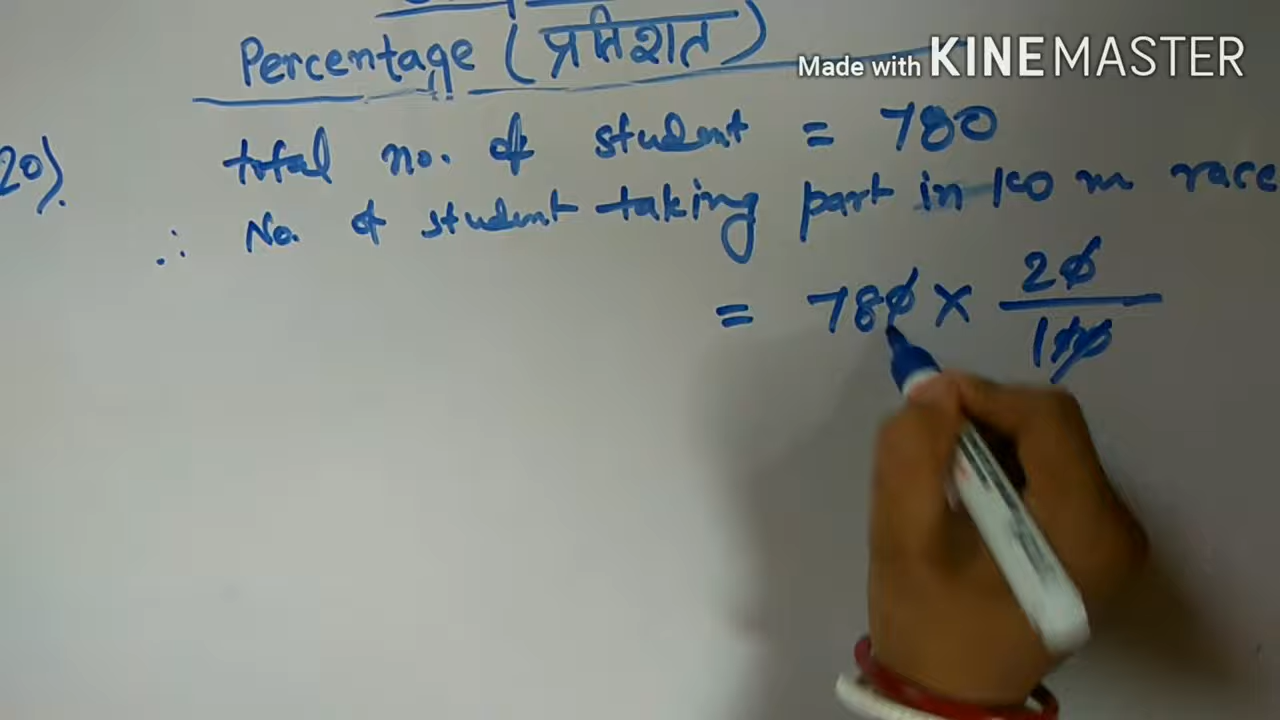 Percentage (प्रतिशत)
Made with KINEMASTER
20).
total no. of student = 780
∴ No. of student taking part in 100 m race
= 780 × 20/100